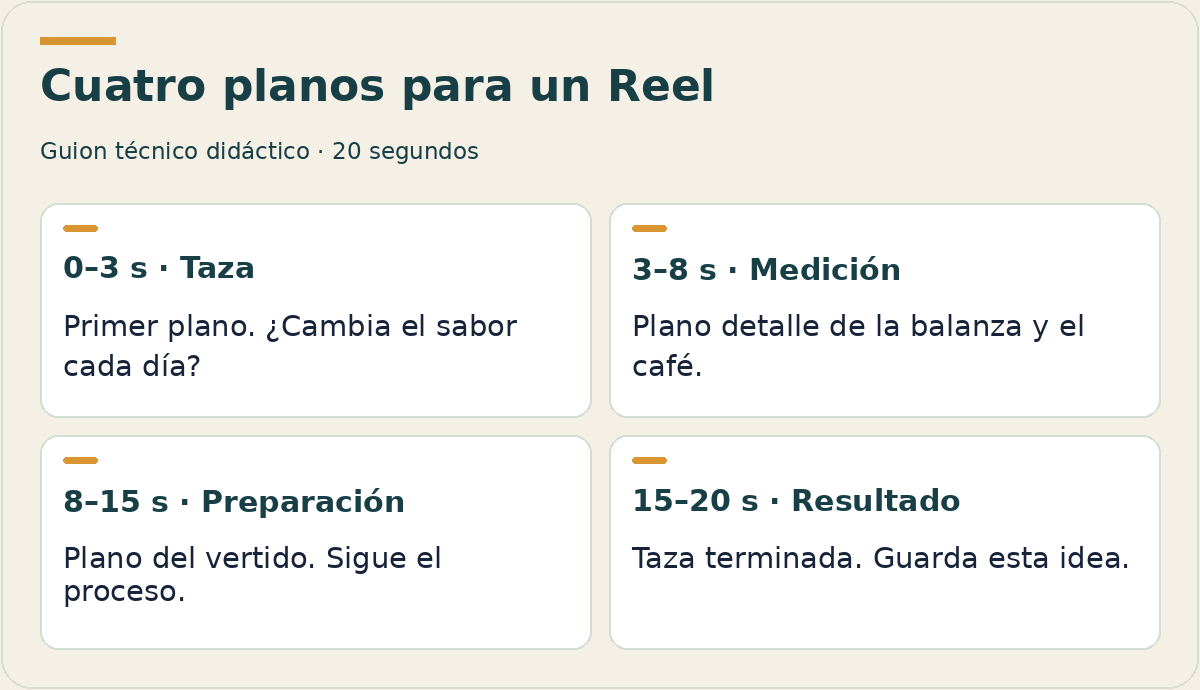 Cuatro planos para un Reel
Guion técnico didáctico · 20 segundos
0–3 s · Taza
Primer plano. ¿Cambia el sabor
cada día?
3–8 s · Medición
Plano detalle de la balanza y el
café.
8–15 s · Preparación
Plano del vertido. Sigue el
proceso.
15–20 s · Resultado
Taza terminada. Guarda esta idea.